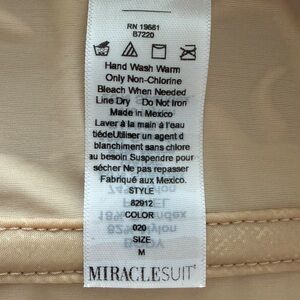 RN 19661
B7220
Hand Wash Warm
Only Non-Chlorine
Bleach When Needed
Line Dry Do Not Iron
Made in Mexico
Laver à la main à l'eau
tiédeUtiliser un agent d
blanchiment sans chlore
au besoin Suspendre pour
sécher Ne pas repasser
Fabriqué aux Mexico.
STYLE
82912
COLOR
020
SIZE
M
MIRACLESUIT